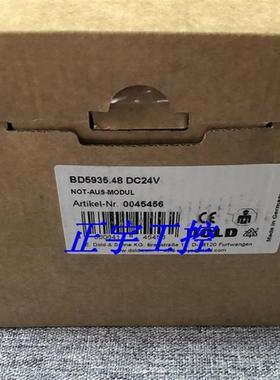 BD5935.48 DC24V
NOT-AUS-MODUL
Artikel-Nr. 0045456
Made in Germany
CE
DOLD
正宇工控
E. Dold & Söhne KG, Bregstraße D-78120 Furtwangen